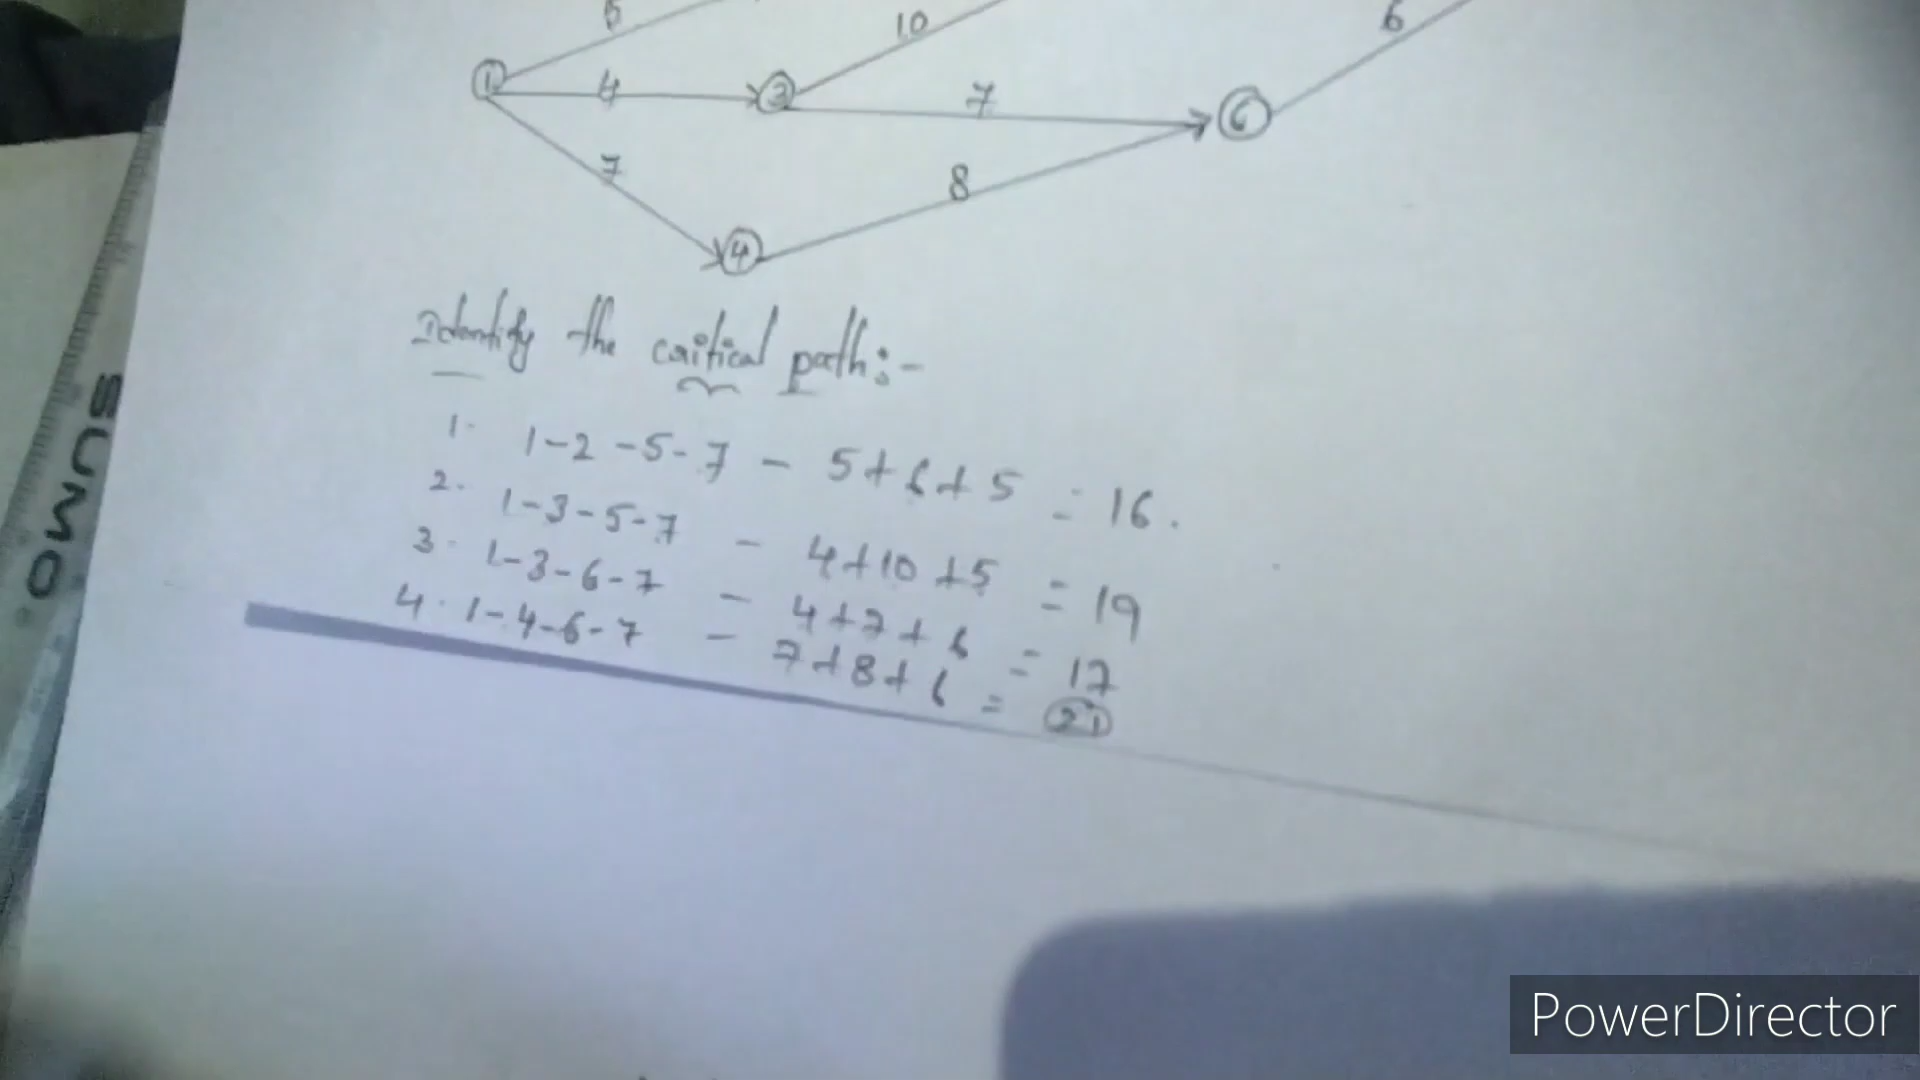 5 10 6
1 4 3 7 6
7 8
4
Identify the critical path:-
1. 1-2-5-7 - 5+6+5 = 16.
2. 1-3-5-7 - 4+10+5 = 19
3. 1-3-6-7 - 4+7+6 = 17
4. 1-4-6-7 - 7+8+6 = 21
SUMO
PowerDirector